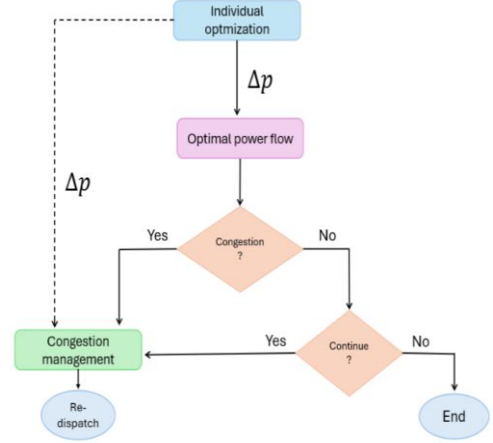 Individual
optmization
Δp
Optimal power flow
Δp
Yes
Congestion
?
No
Congestion
management
Yes
Continue
?
No
Re-
dispatch
End